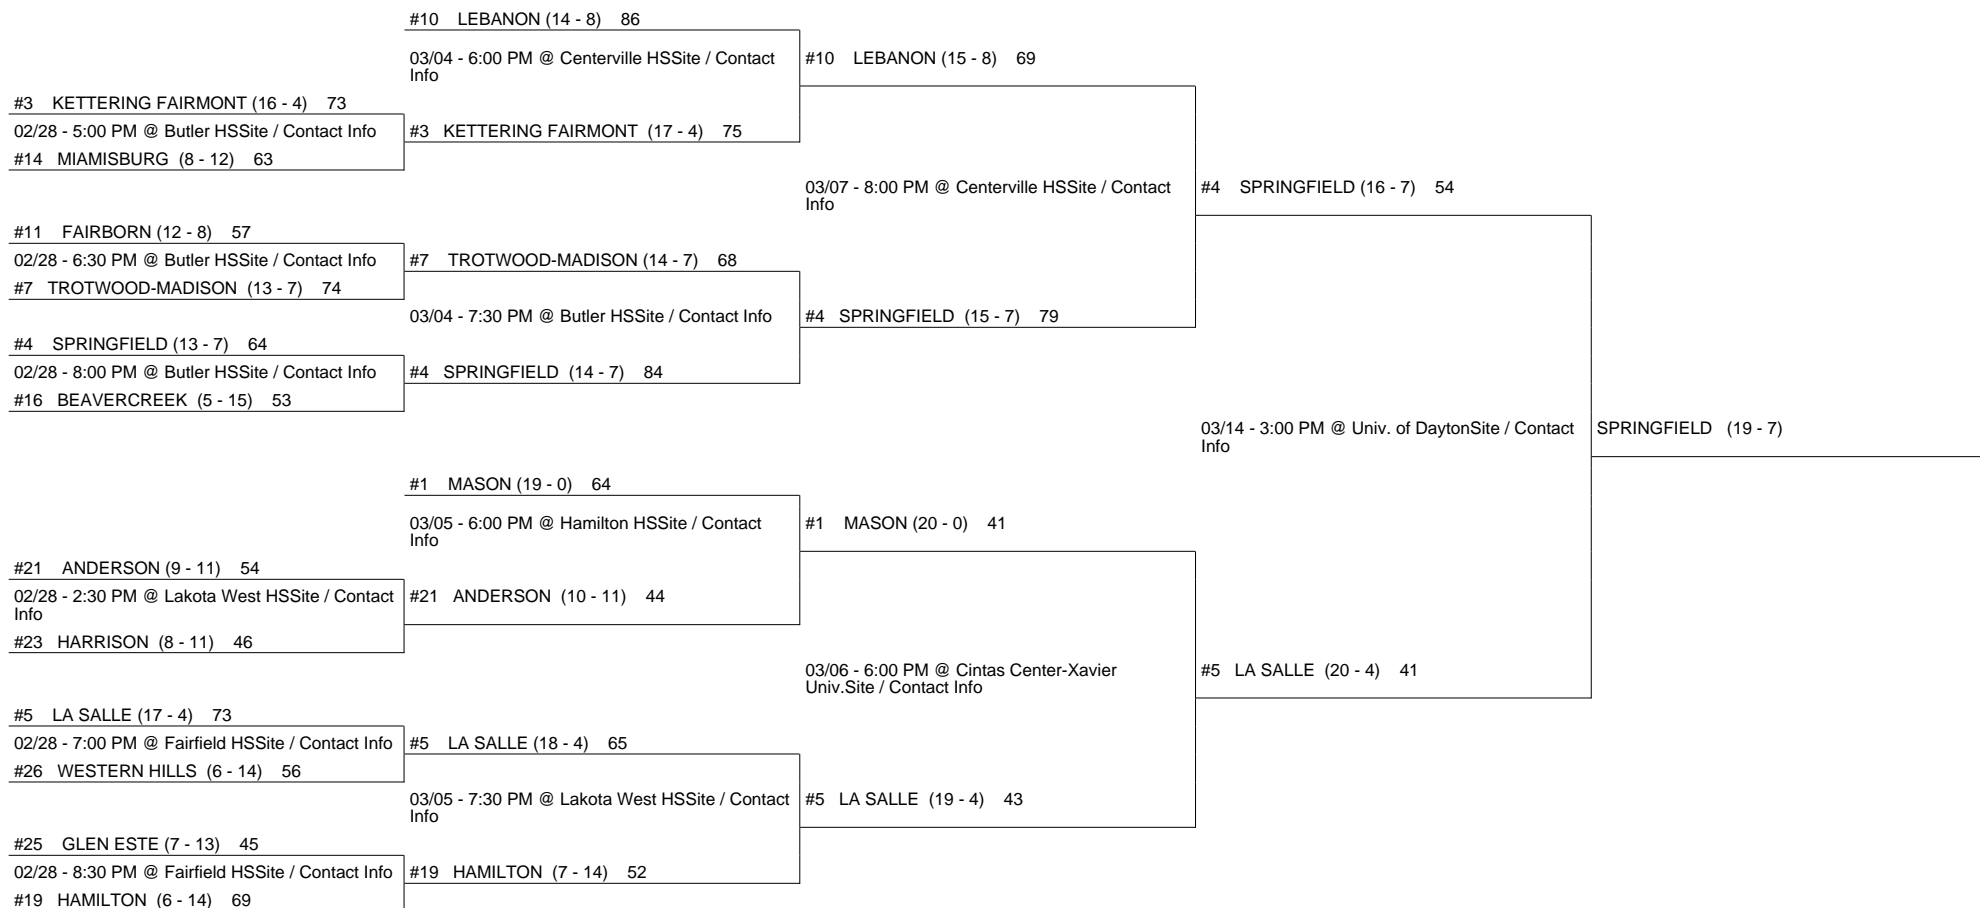 #10 LEBANON (14 - 8) 86
03/04 - 6:00 PM @ Centerville HSSite / Contact
Info
#10 LEBANON (15 - 8) 69
#3 KETTERING FAIRMONT (16 - 4) 73
02/28 - 5:00 PM @ Butler HSSite / Contact Info
#3 KETTERING FAIRMONT (17 - 4) 75
#14 MIAMISBURG (8 - 12) 63
03/07 - 8:00 PM @ Centerville HSSite / Contact
Info
#4 SPRINGFIELD (16 - 7) 54
#11 FAIRBORN (12 - 8) 57
02/28 - 6:30 PM @ Butler HSSite / Contact Info
#7 TROTWOOD-MADISON (14 - 7) 68
#7 TROTWOOD-MADISON (13 - 7) 74
03/04 - 7:30 PM @ Butler HSSite / Contact Info
#4 SPRINGFIELD (15 - 7) 79
#4 SPRINGFIELD (13 - 7) 64
02/28 - 8:00 PM @ Butler HSSite / Contact Info
#4 SPRINGFIELD (14 - 7) 84
#16 BEAVERCREEK (5 - 15) 53
03/14 - 3:00 PM @ Univ. of DaytonSite / Contact
Info
SPRINGFIELD (19 - 7)
#1 MASON (19 - 0) 64
03/05 - 6:00 PM @ Hamilton HSSite / Contact
Info
#1 MASON (20 - 0) 41
#21 ANDERSON (9 - 11) 54
02/28 - 2:30 PM @ Lakota West HSSite / Contact
Info
#21 ANDERSON (10 - 11) 44
#23 HARRISON (8 - 11) 46
03/06 - 6:00 PM @ Cintas Center-Xavier
Univ.Site / Contact Info
#5 LA SALLE (20 - 4) 41
#5 LA SALLE (17 - 4) 73
02/28 - 7:00 PM @ Fairfield HSSite / Contact Info
#5 LA SALLE (18 - 4) 65
#26 WESTERN HILLS (6 - 14) 56
03/05 - 7:30 PM @ Lakota West HSSite / Contact
Info
#5 LA SALLE (19 - 4) 43
#25 GLEN ESTE (7 - 13) 45
02/28 - 8:30 PM @ Fairfield HSSite / Contact Info
#19 HAMILTON (7 - 14) 52
#19 HAMILTON (6 - 14) 69